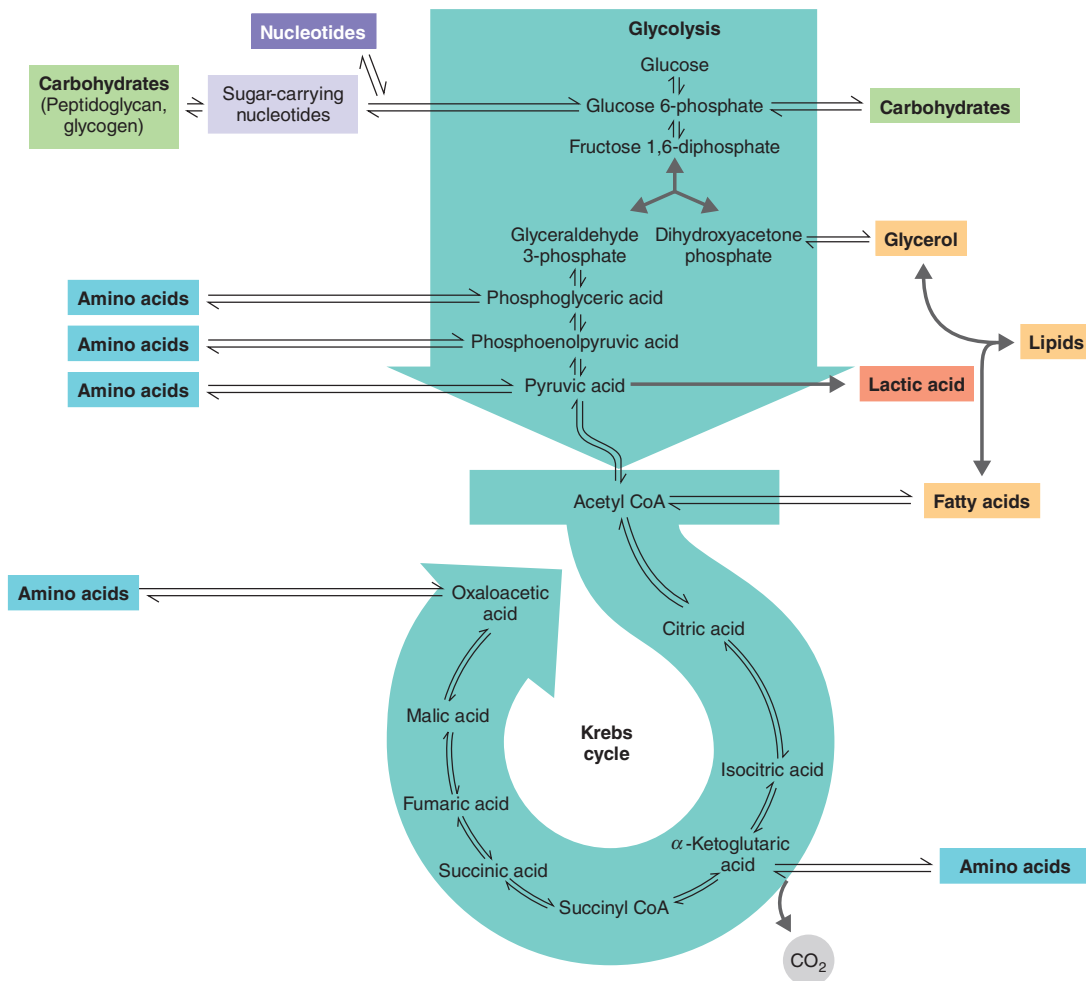 Nucleotides
Glycolysis
Carbohydrates
(Peptidoglycan,
glycogen)
Sugar-carrying
nucleotides
Glucose
Glucose 6-phosphate
Carbohydrates
Fructose 1,6-diphosphate
Glyceraldehyde
3-phosphate
Dihydroxyacetone
phosphate
Glycerol
Amino acids
Phosphoglyceric acid
Amino acids
Phosphoenolpyruvic acid
Lipids
Amino acids
Pyruvic acid
Lactic acid
Acetyl CoA
Fatty acids
Amino acids
Oxaloacetic
acid
Citric acid
Malic acid
Krebs
cycle
Isocitric acid
Fumaric acid
α-Ketoglutaric
acid
Succinic acid
Amino acids
Succinyl CoA
CO₂